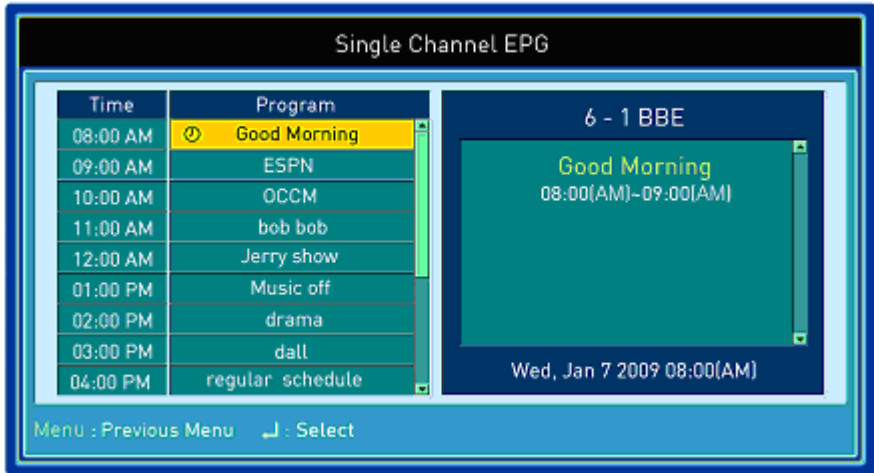 Single Channel EPG
Time Program
08:00 AM Good Morning
09:00 AM ESPN
10:00 AM OCCM
11:00 AM bob bob
12:00 AM Jerry show
01:00 PM Music off
02:00 PM drama
03:00 PM dall
04:00 PM regular schedule
6 - 1 BBE
Good Morning
08:00(AM)~09:00(AM)
Wed, Jan 7 2009 08:00(AM)
Menu : Previous Menu ↵ : Select